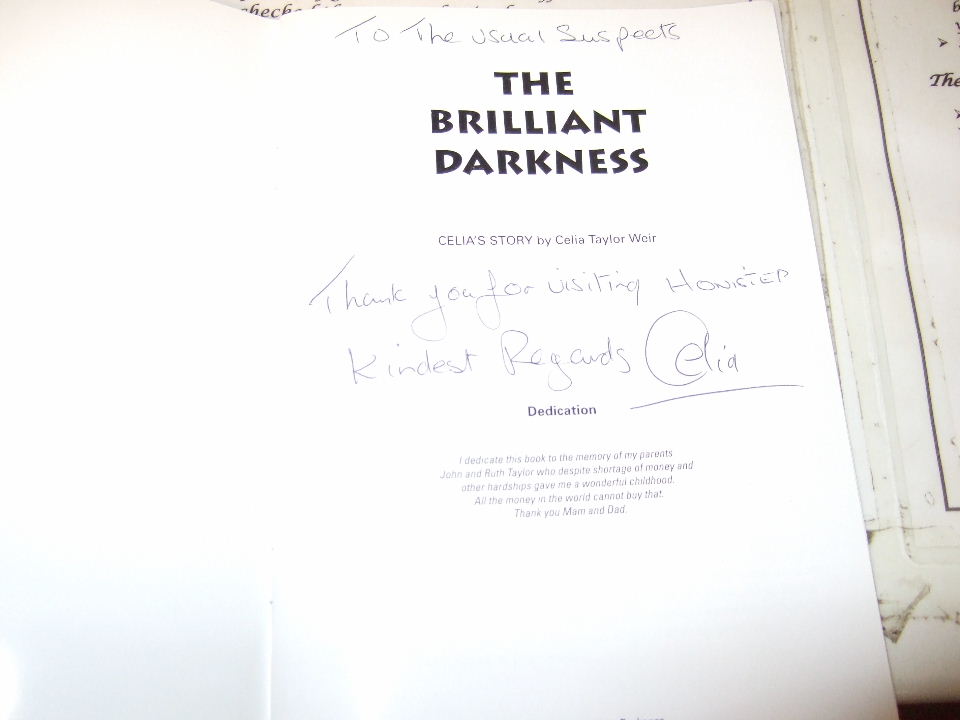 To The usual Suspects
THE
BRILLIANT
DARKNESS
CELIA'S STORY by Celia Taylor Weir
Thank you for visiting HONISTER
Kindest Regards Celia
Dedication
I dedicate this book to the memory of my parents
John and Ruth Taylor who despite shortage of money and
other hardships gave me a wonderful childhood.
All the money in the world cannot buy that.
Thank you Mam and Dad.
The